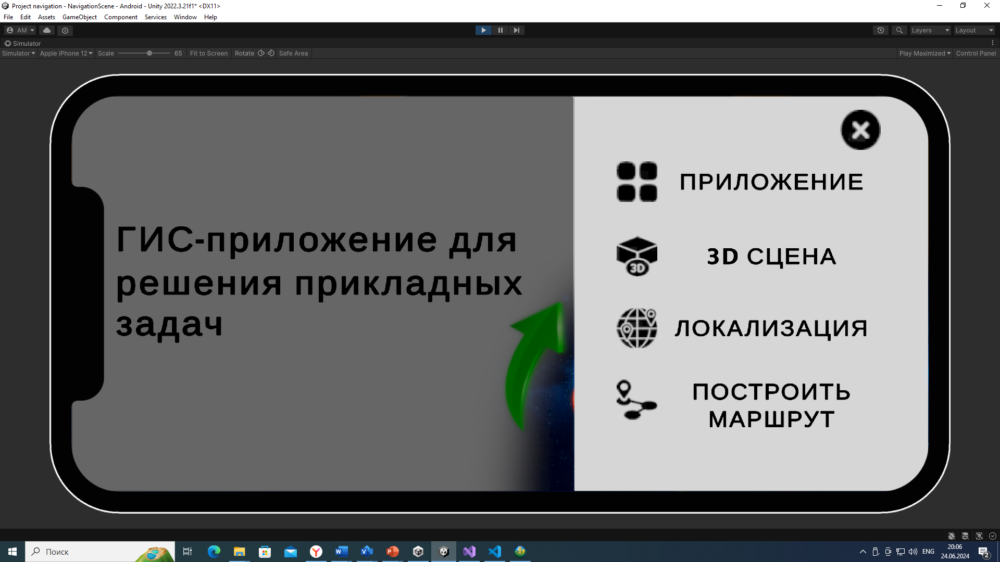 Project navigation - NavigationScene - Android - Unity 2022.3.21f1* <DX11>
File Edit Assets GameObject Component Services Window Help
AM Layers Layout
Simulator
Simulator Apple iPhone 12 Scale 65 Fit to Screen Rotate Safe Area Play Maximized Control Panel
ГИС-приложение для
решения прикладных
задач
ПРИЛОЖЕНИЕ
3D
3D СЦЕНА
ЛОКАЛИЗАЦИЯ
ПОСТРОИТЬ
МАРШРУТ
Поиск
ENG
20:06
24.06.2024
2